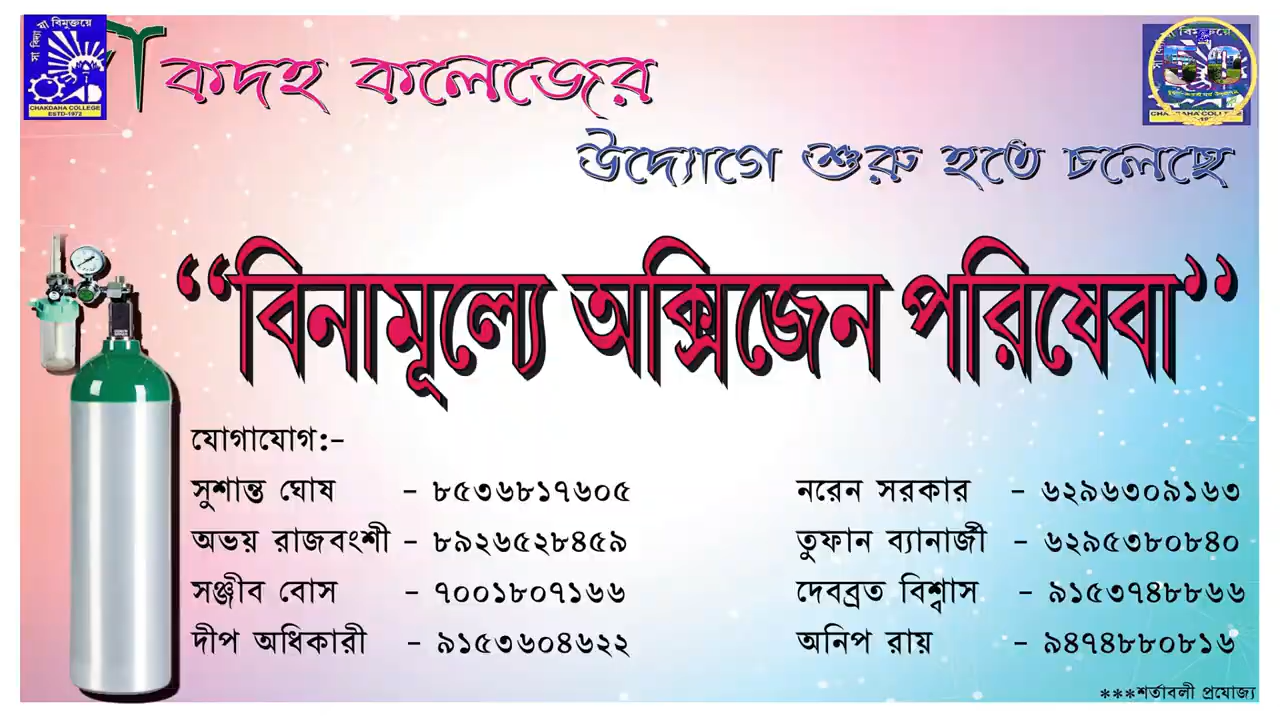 সা বিদ্যা যা বিমুক্তয়ে
CHAKDAHA COLLEGE
ESTD-1972
কদহ কলেজের
উদ্যোগে শুরু হতে চলেছে
“বিনামূল্যে অক্সিজেন পরিষেবা”
যোগাযোগ:-
সুশান্ত ঘোষ - ৮৫৩৬৮১৭৬০৫
নরেন সরকার - ৬২৯৬৩০৯১৬৩
অভয় রাজবংশী - ৮৯২৬৫২৮৪৫৯
তুফান ব্যানার্জী - ৬২৯৫৩৮০৮৪০
সঞ্জীব বোস - ৭০০১৮০৭১৬৬
দেবব্রত বিশ্বাস - ৯১৫৩৭৪৮৮৬৬
দীপ অধিকারী - ৯১৫৩৬০৪৬২২
অনিপ রায় - ৯৪৭৪৮৮০৮১৬
***শর্তাবলী প্রযোজ্য